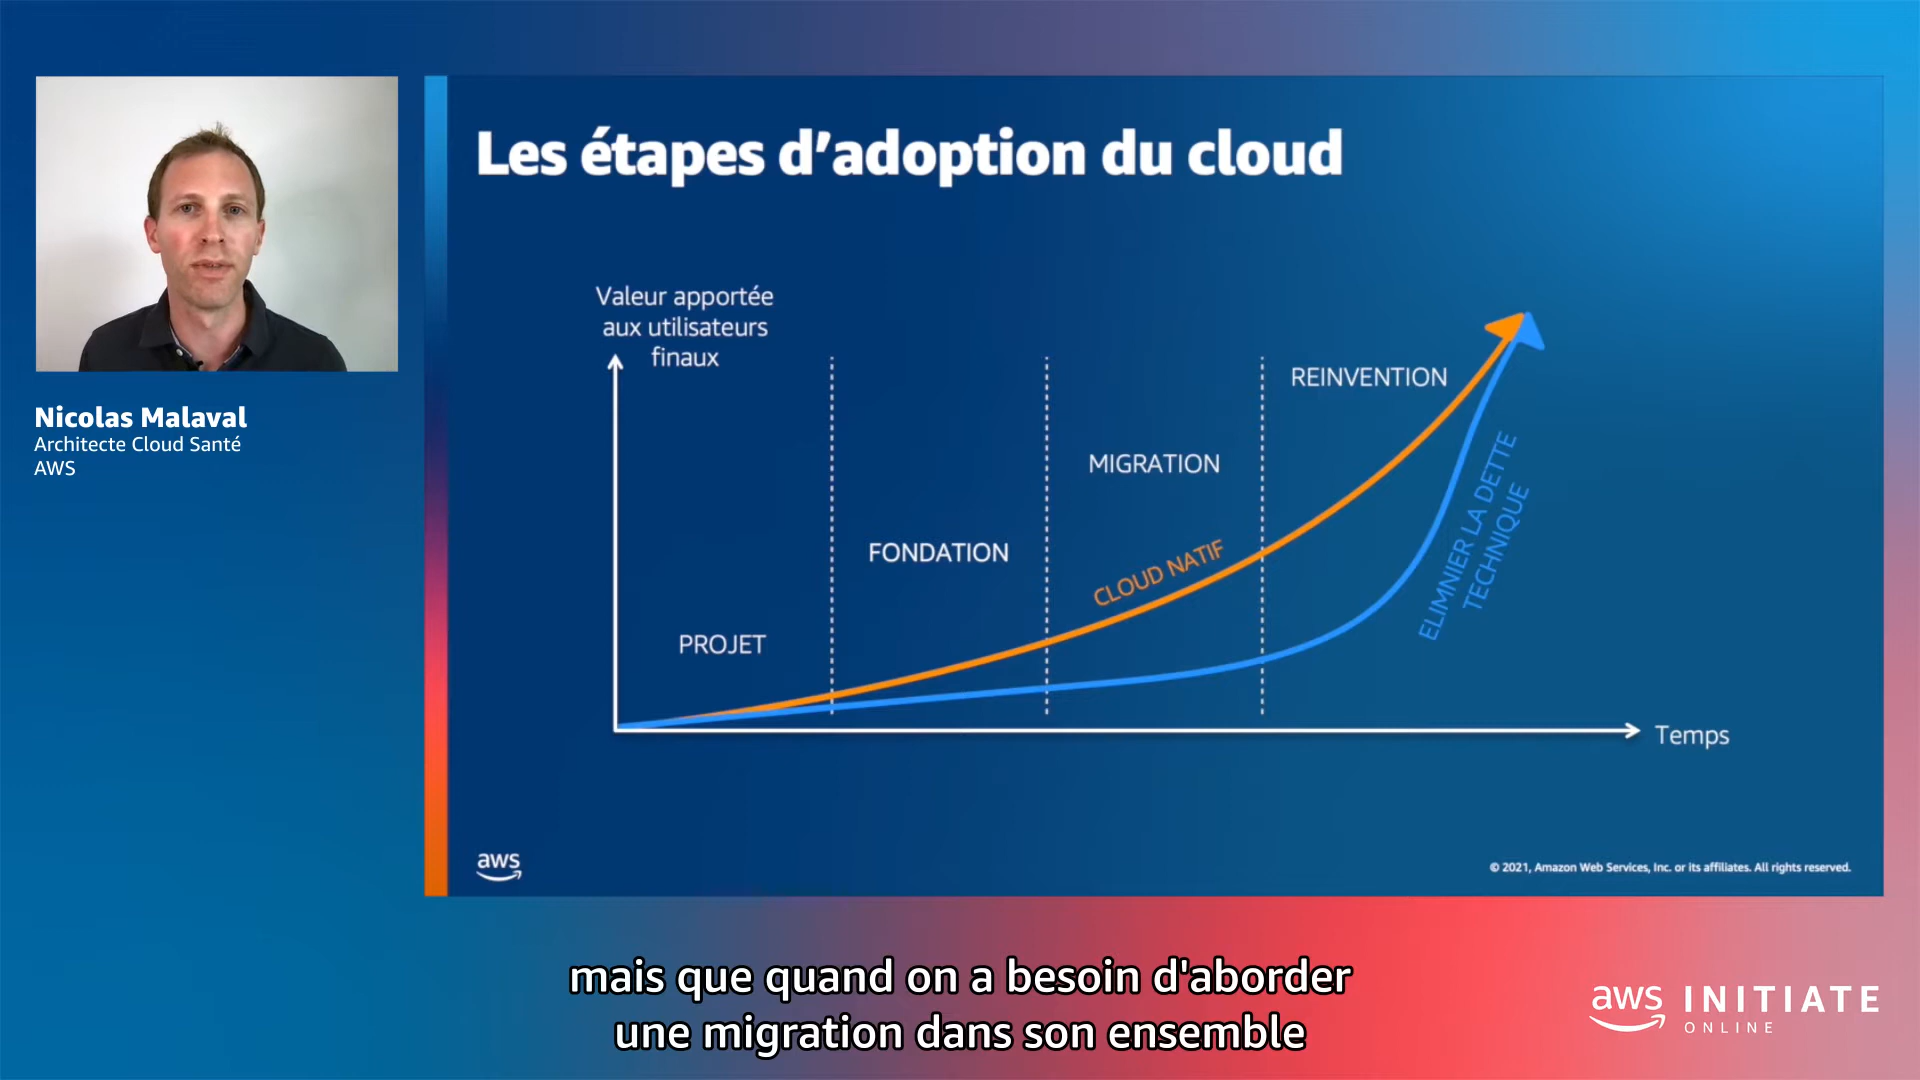 Les étapes d’adoption du cloud
Nicolas Malaval
Architecte Cloud Santé
AWS
Valeur apportée
aux utilisateurs
finaux
PROJET
FONDATION
MIGRATION
REINVENTION
CLOUD NATIF
ELIMNIER LA DETTE
TECHNIQUE
Temps
aws
© 2021, Amazon Web Services, Inc. or its affiliates. All rights reserved.
mais que quand on a besoin d'aborder
une migration dans son ensemble
aws INITIATE
ONLINE